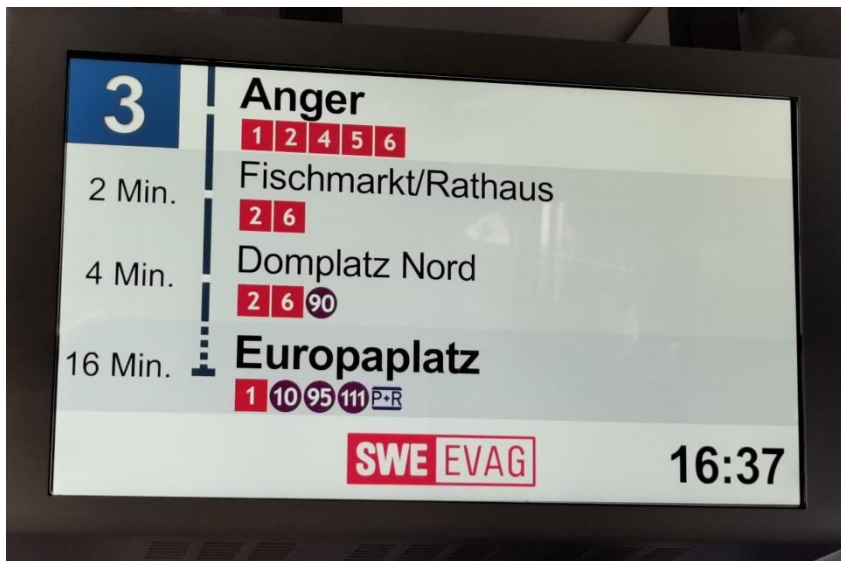 3 Anger
1 2 4 5 6
2 Min. Fischmarkt/Rathaus
2 6
4 Min. Domplatz Nord
2 6 90
16 Min. Europaplatz
1 10 95 111 P+R
SWE EVAG 16:37